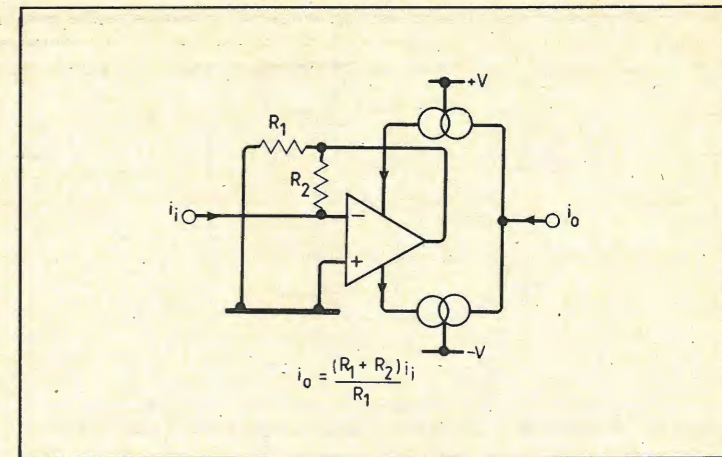 +V
R1
R2
ii
−
+
io
−V
io = (R1 + R2) ii
R1